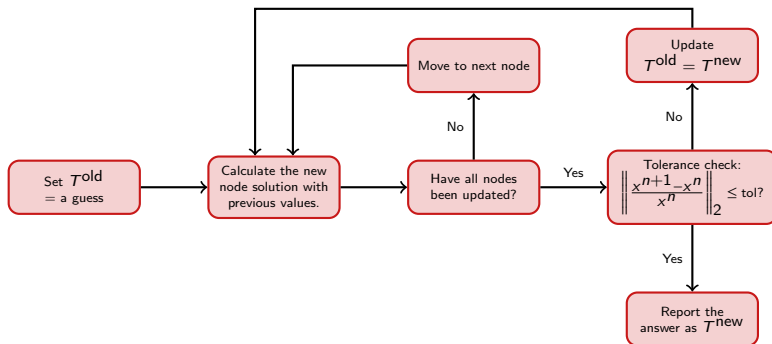 Update
T^old = T^new
Move to next node
No
No
Set T^old
= a guess
Calculate the new
node solution with
previous values.
Have all nodes
been updated?
Yes
Tolerance check:
‖(x^{n+1}−x^n)/x^n‖_2 ≤ tol?
Yes
Report the
answer as T^new